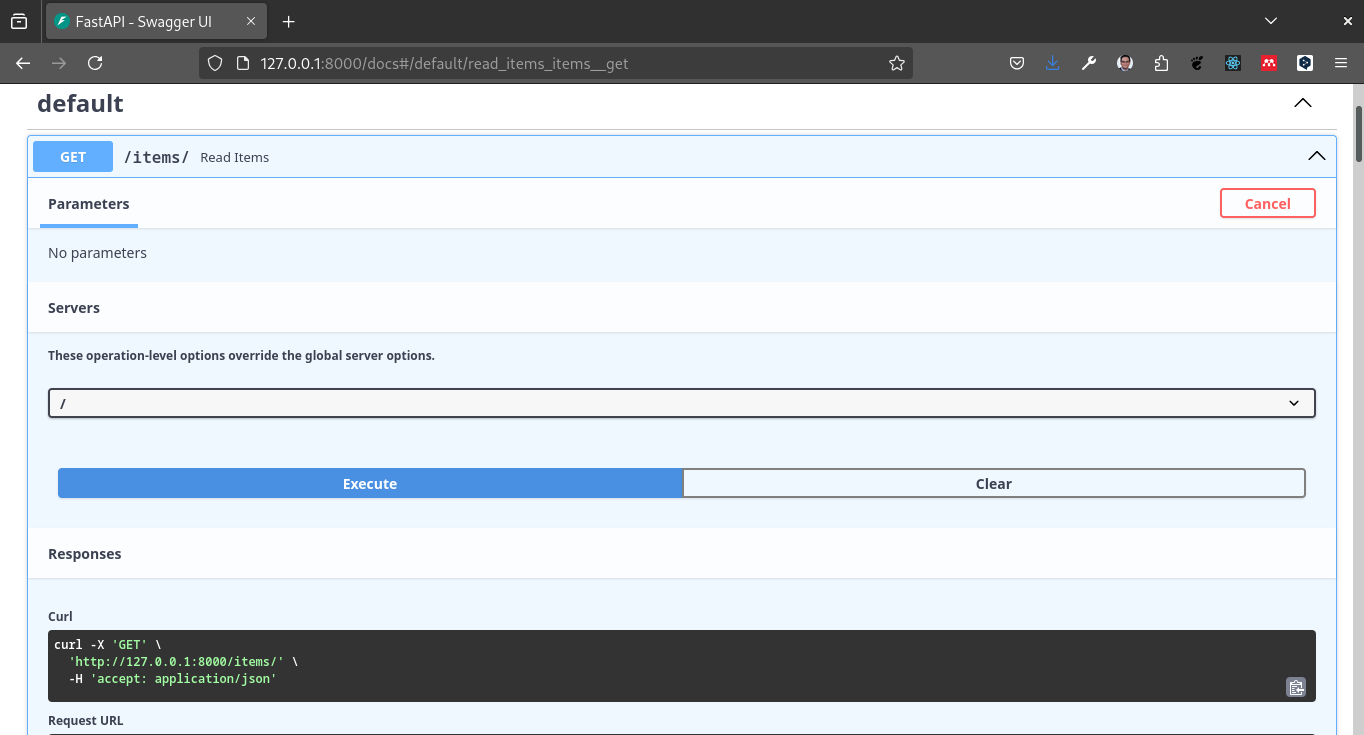 FastAPI - Swagger UI
127.0.0.1:8000/docs#/default/read_items_items__get
default
GET /items/ Read Items
Parameters
Cancel
No parameters
Servers
These operation-level options override the global server options.
/
Execute
Clear
Responses
Curl
curl -X 'GET' \
'http://127.0.0.1:8000/items/' \
-H 'accept: application/json'
Request URL